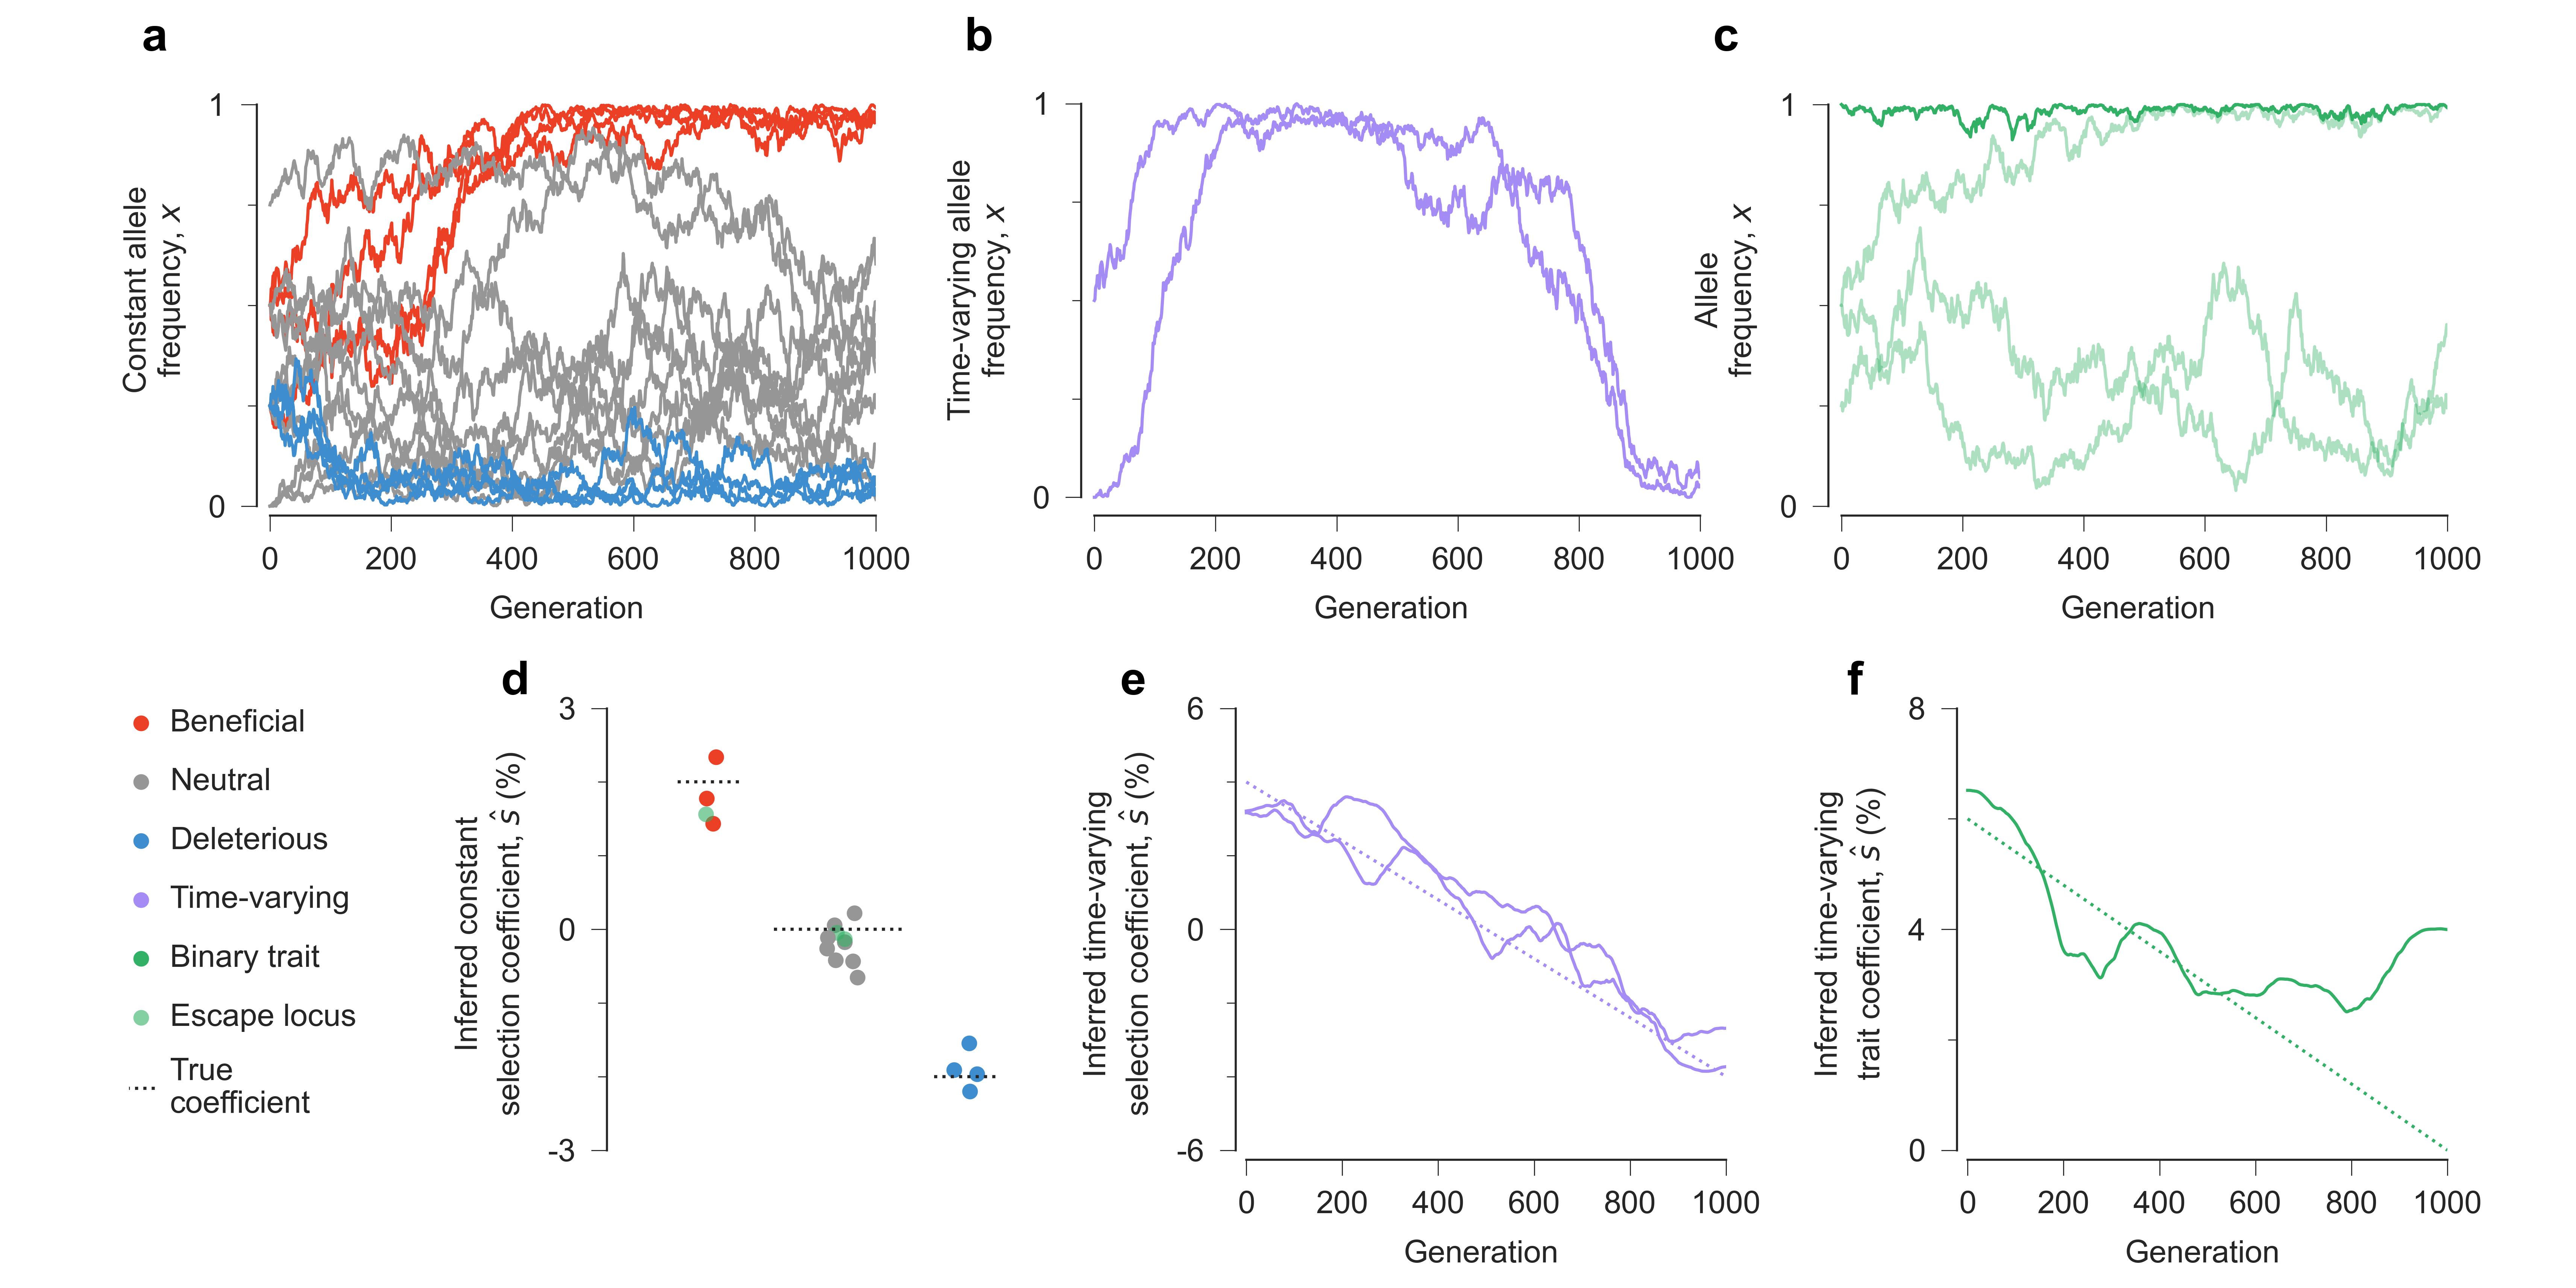 a
Constant allele
frequency, x
1
0
0 200 400 600 800 1000
Generation
b
Time-varying allele
frequency, x
1
0
0 200 400 600 800 1000
Generation
c
Allele
frequency, x
1
0
0 200 400 600 800 1000
Generation
Beneficial
Neutral
Deleterious
Time-varying
Binary trait
Escape locus
True
coefficient
d
Inferred constant
selection coefficient, ŝ (%)
3
0
-3
e
Inferred time-varying
selection coefficient, ŝ (%)
6
0
-6
0 200 400 600 800 1000
Generation
f
Inferred time-varying
trait coefficient, ŝ (%)
8
4
0
0 200 400 600 800 1000
Generation